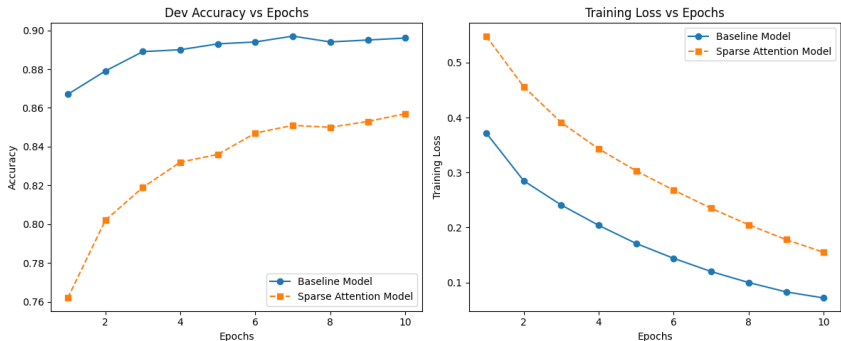 Dev Accuracy vs Epochs
0.90
0.88
0.86
0.84
0.82
0.80
0.78
0.76
Accuracy
2 4 6 8 10
Epochs
Baseline Model
Sparse Attention Model
Training Loss vs Epochs
0.5
0.4
0.3
0.2
0.1
Training Loss
2 4 6 8 10
Epochs
Baseline Model
Sparse Attention Model